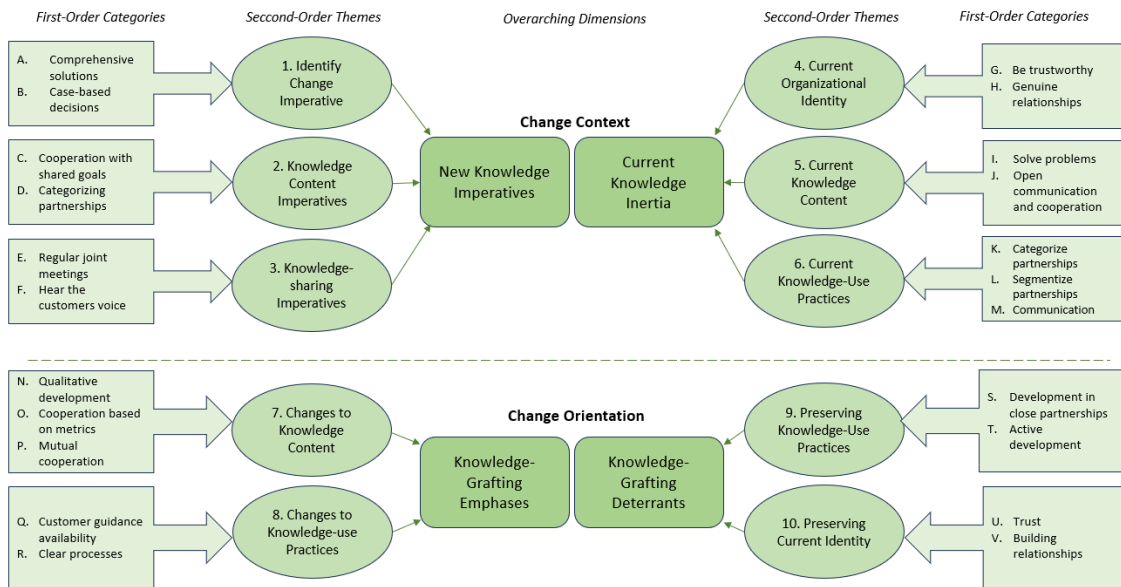 First-Order Categories
Seccond-Order Themes
Overarching Dimensions
Seccond-Order Themes
First-Order Categories
A. Comprehensive
solutions
B. Case-based
decisions
1. Identify
Change
Imperative
4. Current
Organizational
Identity
G. Be trustworthy
H. Genuine
relationships
Change Context
C. Cooperation with
shared goals
D. Categorizing
partnerships
2. Knowledge
Content
Imperatives
New Knowledge
Imperatives
Current
Knowledge
Inertia
5. Current
Knowledge
Content
I. Solve problems
J. Open
communication
and cooperation
E. Regular joint
meetings
F. Hear the
customers voice
3. Knowledge-
sharing
Imperatives
6. Current
Knowledge-Use
Practices
K. Categorize
partnerships
L. Segmentize
partnerships
M. Communication
N. Qualitative
development
O. Cooperation based
on metrics
P. Mutual
cooperation
7. Changes to
Knowledge
Content
Change Orientation
9. Preserving
Knowledge-Use
Practices
S. Development in
close partnerships
T. Active
development
Knowledge-
Grafting
Emphases
Knowledge-
Grafting
Deterrants
Q. Customer guidance
availability
R. Clear processes
8. Changes to
Knowledge-use
Practices
10. Preserving
Current Identity
U. Trust
V. Building
relationships